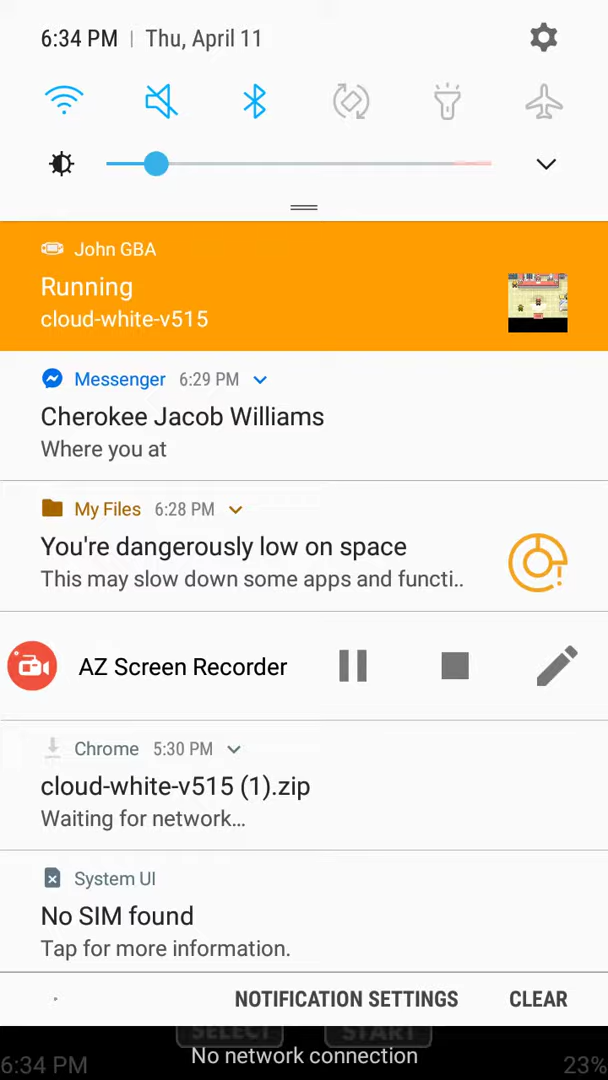 6:34 PM | Thu, April 11
John GBA
Running
cloud-white-v515
Messenger 6:29 PM
Cherokee Jacob Williams
Where you at
My Files 6:28 PM
You're dangerously low on space
This may slow down some apps and functi..
AZ Screen Recorder
Chrome 5:30 PM
cloud-white-v515 (1).zip
Waiting for network...
System UI
No SIM found
Tap for more information.
NOTIFICATION SETTINGS CLEAR
SELECT START
No network connection
6:34 PM 23%